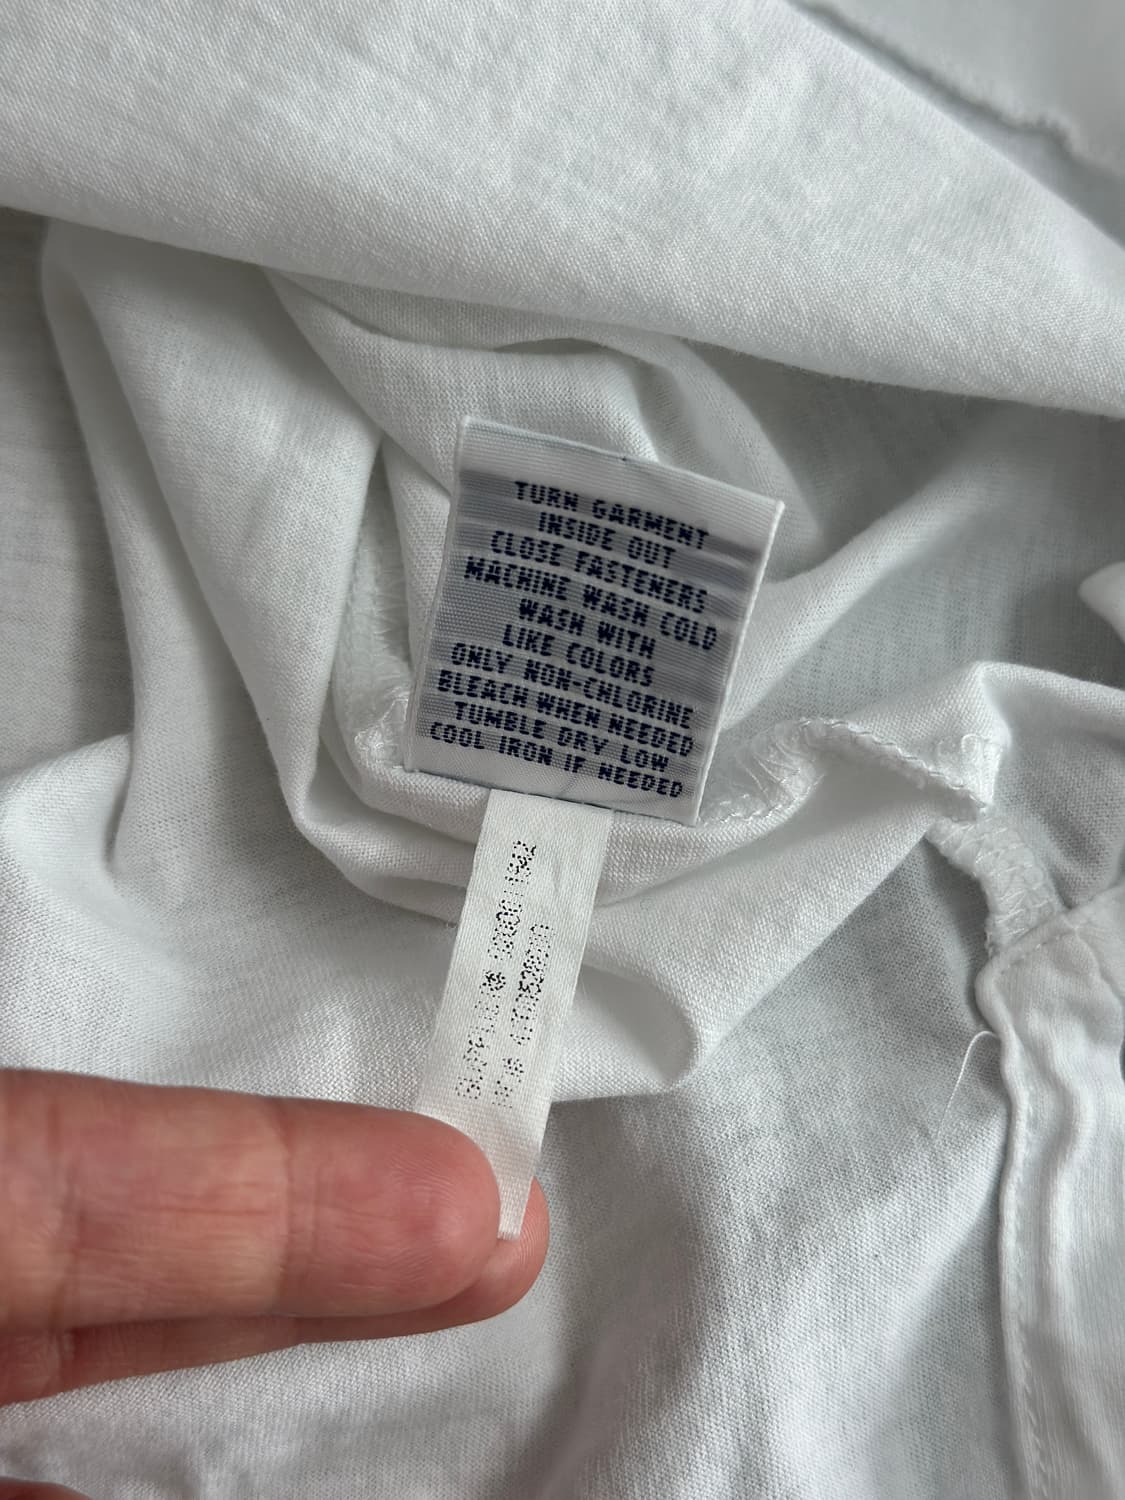 TURN GARMENT
INSIDE OUT
CLOSE FASTENERS
MACHINE WASH COLD
WASH WITH
LIKE COLORS
ONLY NON-CHLORINE
BLEACH WHEN NEEDED
TUMBLE DRY LOW
COOL IRON IF NEEDED
SUPPLIER#